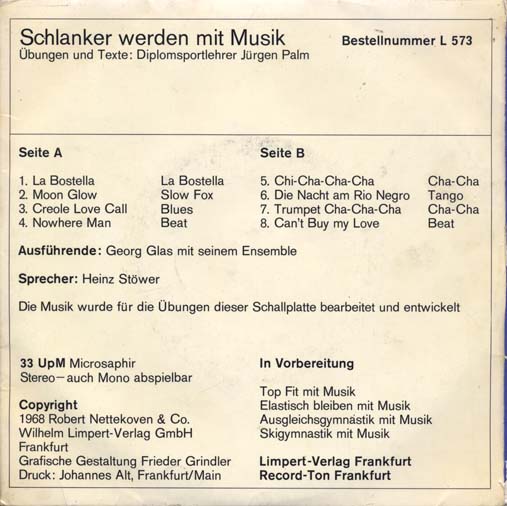 Schlanker werden mit Musik
Bestellnummer L 573
Übungen und Texte: Diplomsportlehrer Jürgen Palm
Seite A
1. La Bostella La Bostella
2. Moon Glow Slow Fox
3. Creole Love Call Blues
4. Nowhere Man Beat
Seite B
5. Chi-Cha-Cha-Cha Cha-Cha
6. Die Nacht am Rio Negro Tango
7. Trumpet Cha-Cha-Cha Cha-Cha
8. Can't Buy my Love Beat
Ausführende: Georg Glas mit seinem Ensemble
Sprecher: Heinz Stöwer
Die Musik wurde für die Übungen dieser Schallplatte bearbeitet und entwickelt
33 UpM Microsaphir
Stereo—auch Mono abspielbar
Copyright
1968 Robert Nettekoven & Co.
Wilhelm Limpert-Verlag GmbH
Frankfurt
Grafische Gestaltung Frieder Grindler
Druck: Johannes Alt, Frankfurt/Main
In Vorbereitung
Top Fit mit Musik
Elastisch bleiben mit Musik
Ausgleichsgymnastik mit Musik
Skigymnastik mit Musik
Limpert-Verlag Frankfurt
Record-Ton Frankfurt